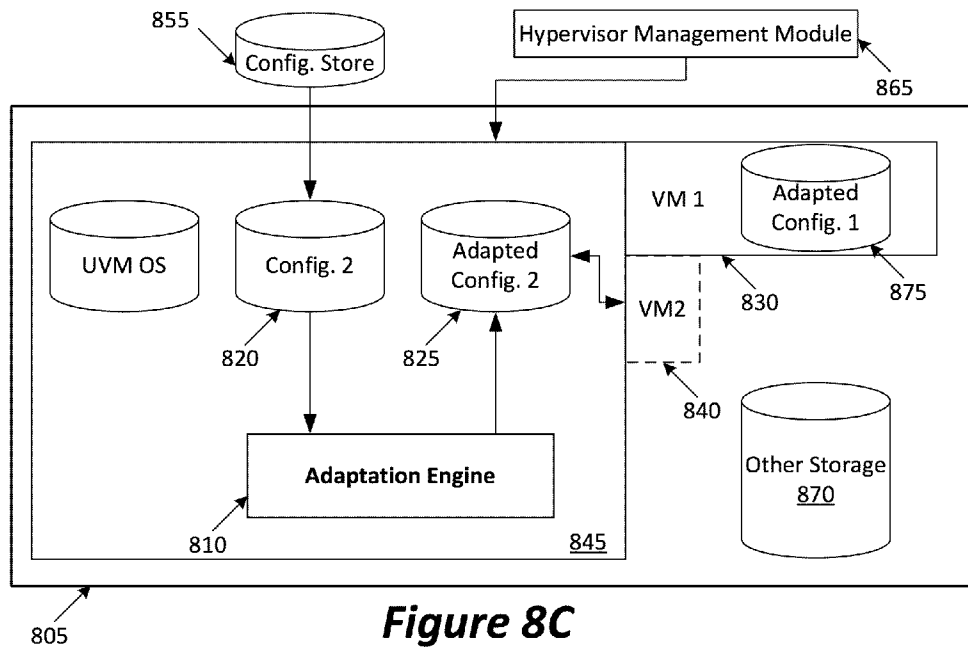 855
Config. Store
Hypervisor Management Module
865
UVM OS
Config. 2
Adapted
Config. 2
VM 1
Adapted
Config. 1
820
825
VM2
830
875
840
Adaptation Engine
Other Storage
870
810
845
805
Figure 8C